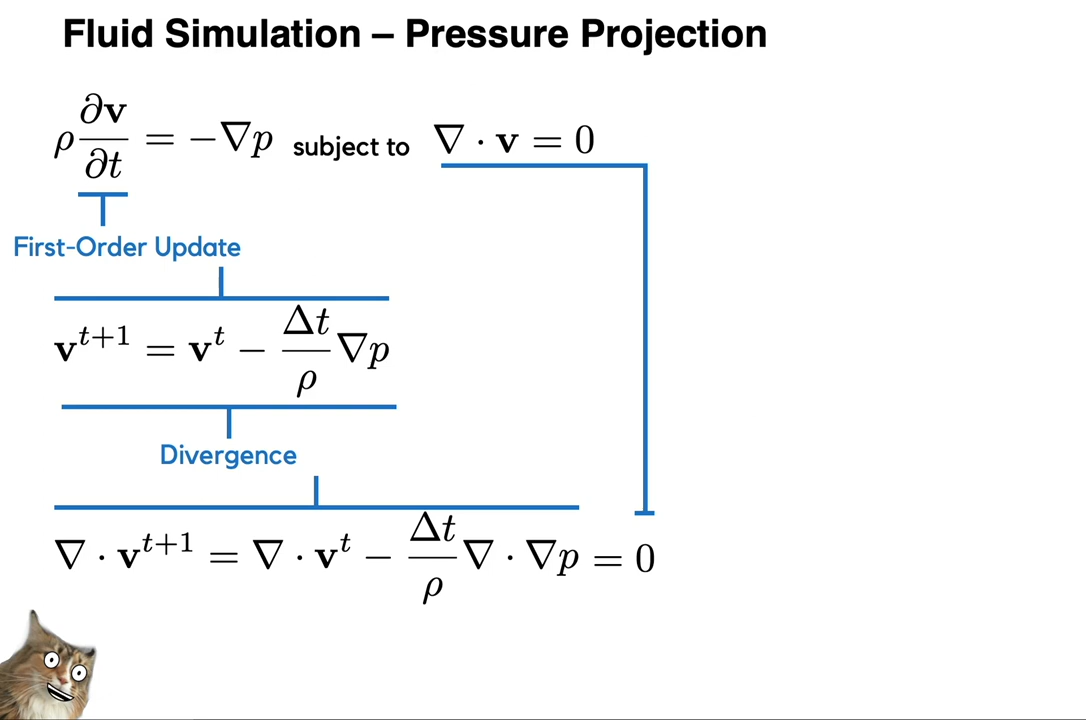 Fluid Simulation – Pressure Projection
ρ ∂𝐯/∂t = −∇p subject to ∇ · 𝐯 = 0
First-Order Update
𝐯^{t+1} = 𝐯^t − Δt/ρ ∇p
Divergence
∇ · 𝐯^{t+1} = ∇ · 𝐯^t − Δt/ρ ∇ · ∇p = 0